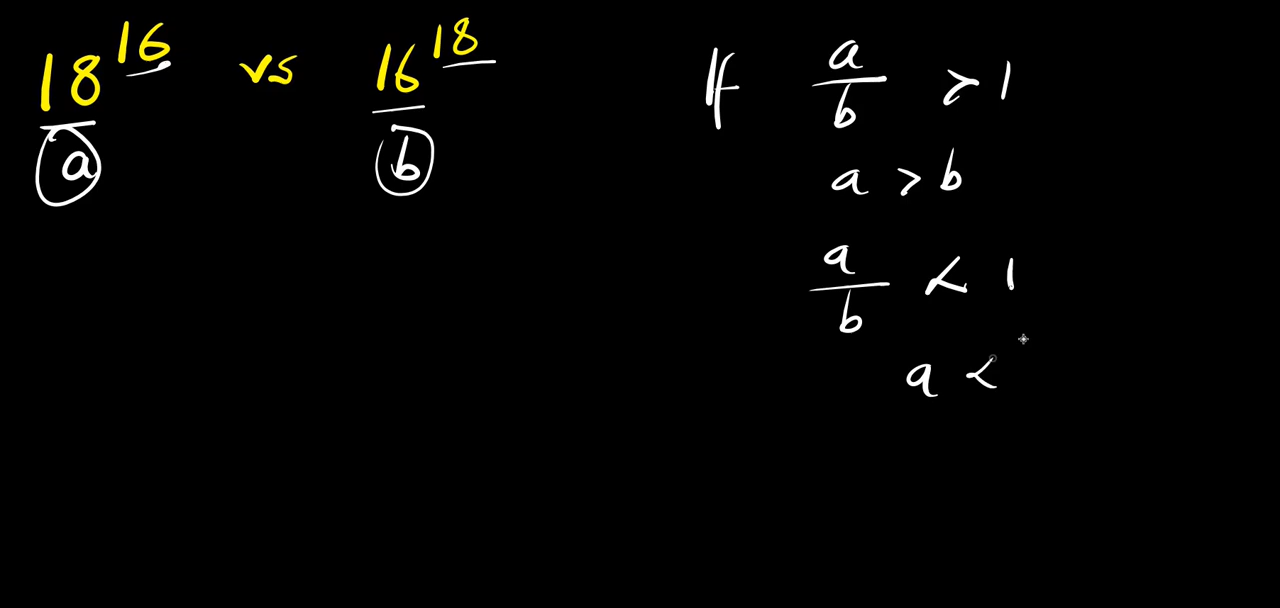 18^16 vs 16^18
a b
If a/b > 1
a > b
a/b < 1
a <